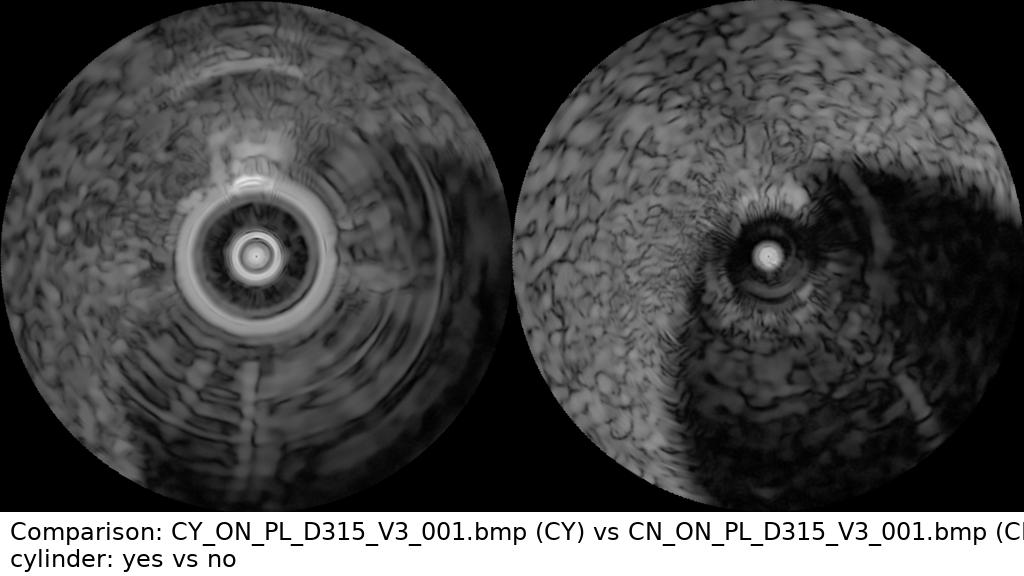 Comparison: CY_ON_PL_D315_V3_001.bmp (CY) vs CN_ON_PL_D315_V3_001.bmp
cylinder: yes vs no